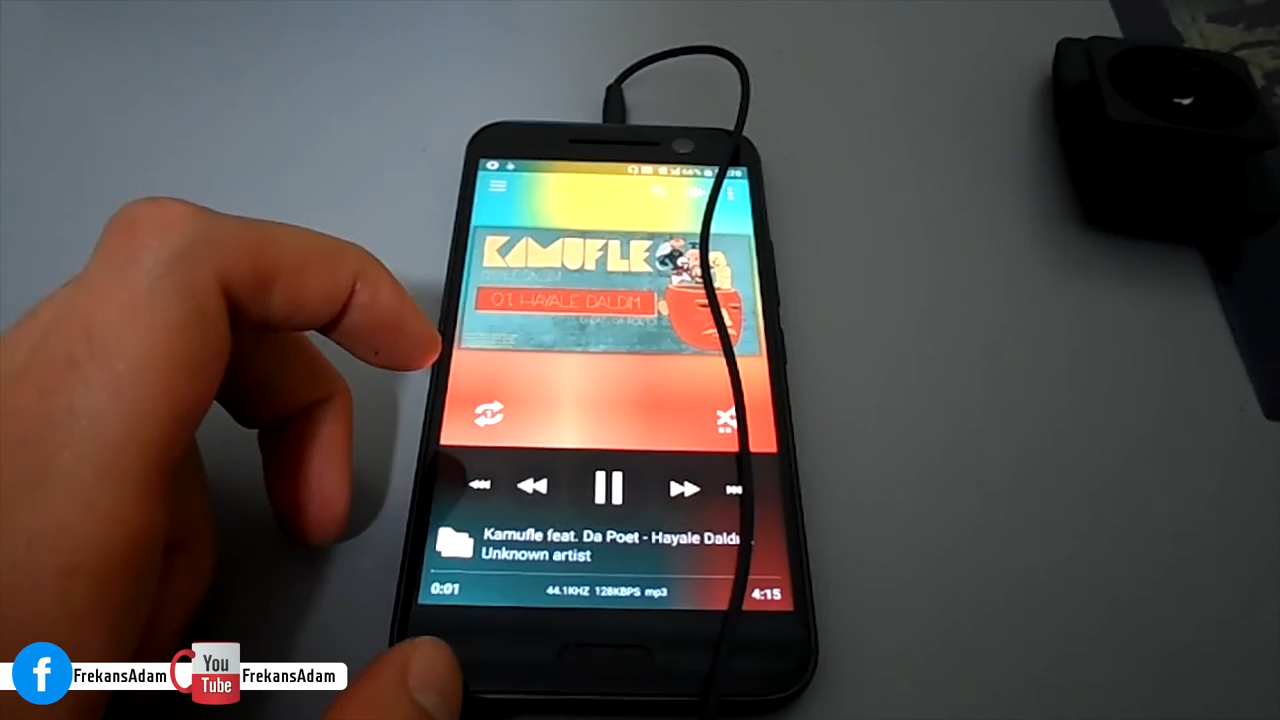 KAMUFLE
01. HAYALE DALDIM
Kamufle feat. Da Poet - Hayale Daldı
Unknown artist
0:01
44.1KHZ 128KBPS mp3
4:15
FrekansAdam
You
Tube
FrekansAdam